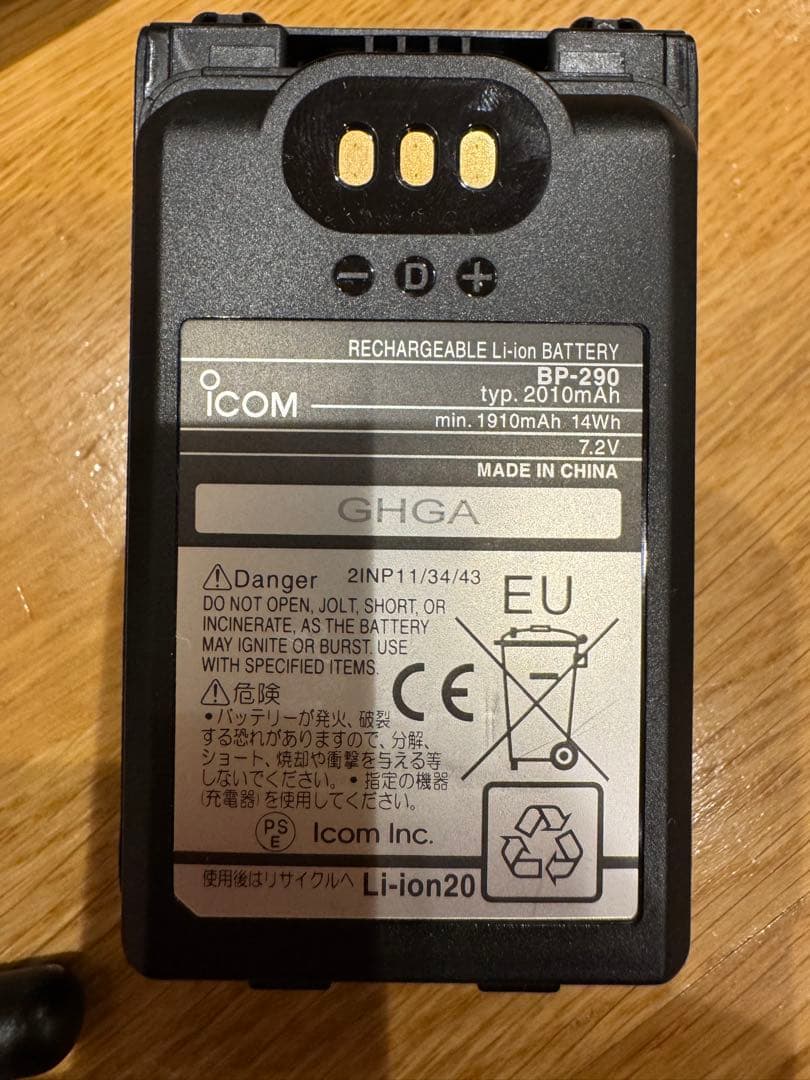 − D +
RECHARGEABLE Li-ion BATTERY
BP-290
ICOM
typ. 2010mAh
min. 1910mAh 14Wh
7.2V
MADE IN CHINA
GHGA
⚠Danger 2INP11/34/43
EU
DO NOT OPEN, JOLT, SHORT, OR
INCINERATE, AS THE BATTERY
MAY IGNITE OR BURST. USE
WITH SPECIFIED ITEMS.
CE
⚠危険
•バッテリーが発火、破裂
する恐れがありますので、分解、
ショート、焼却や衝撃を与える等
しないでください。•指定の機器
(充電器)を使用してください。
PS
E
Icom Inc.
使用後はリサイクルへ Li-ion20